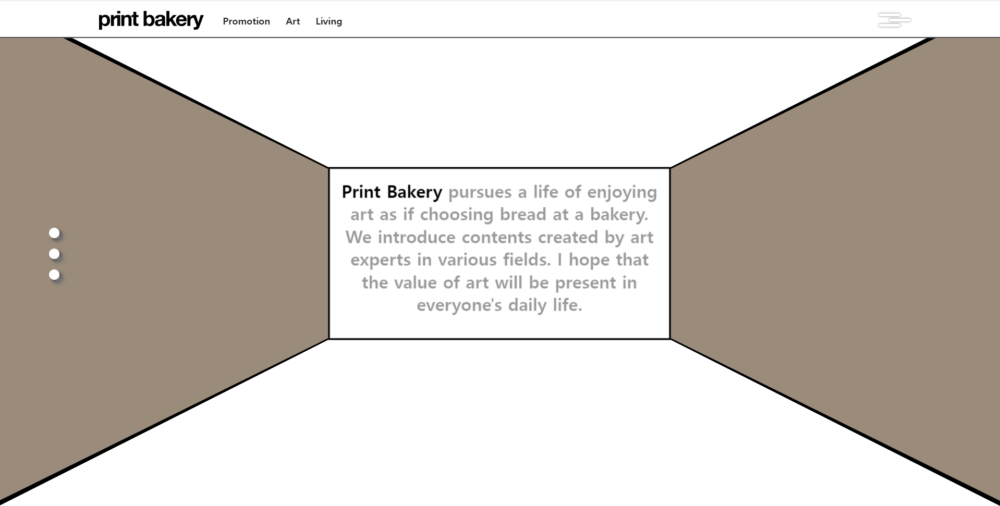 print bakery Promotion Art Living
Print Bakery pursues a life of enjoying
art as if choosing bread at a bakery.
We introduce contents created by art
experts in various fields. I hope that
the value of art will be present in
everyone's daily life.